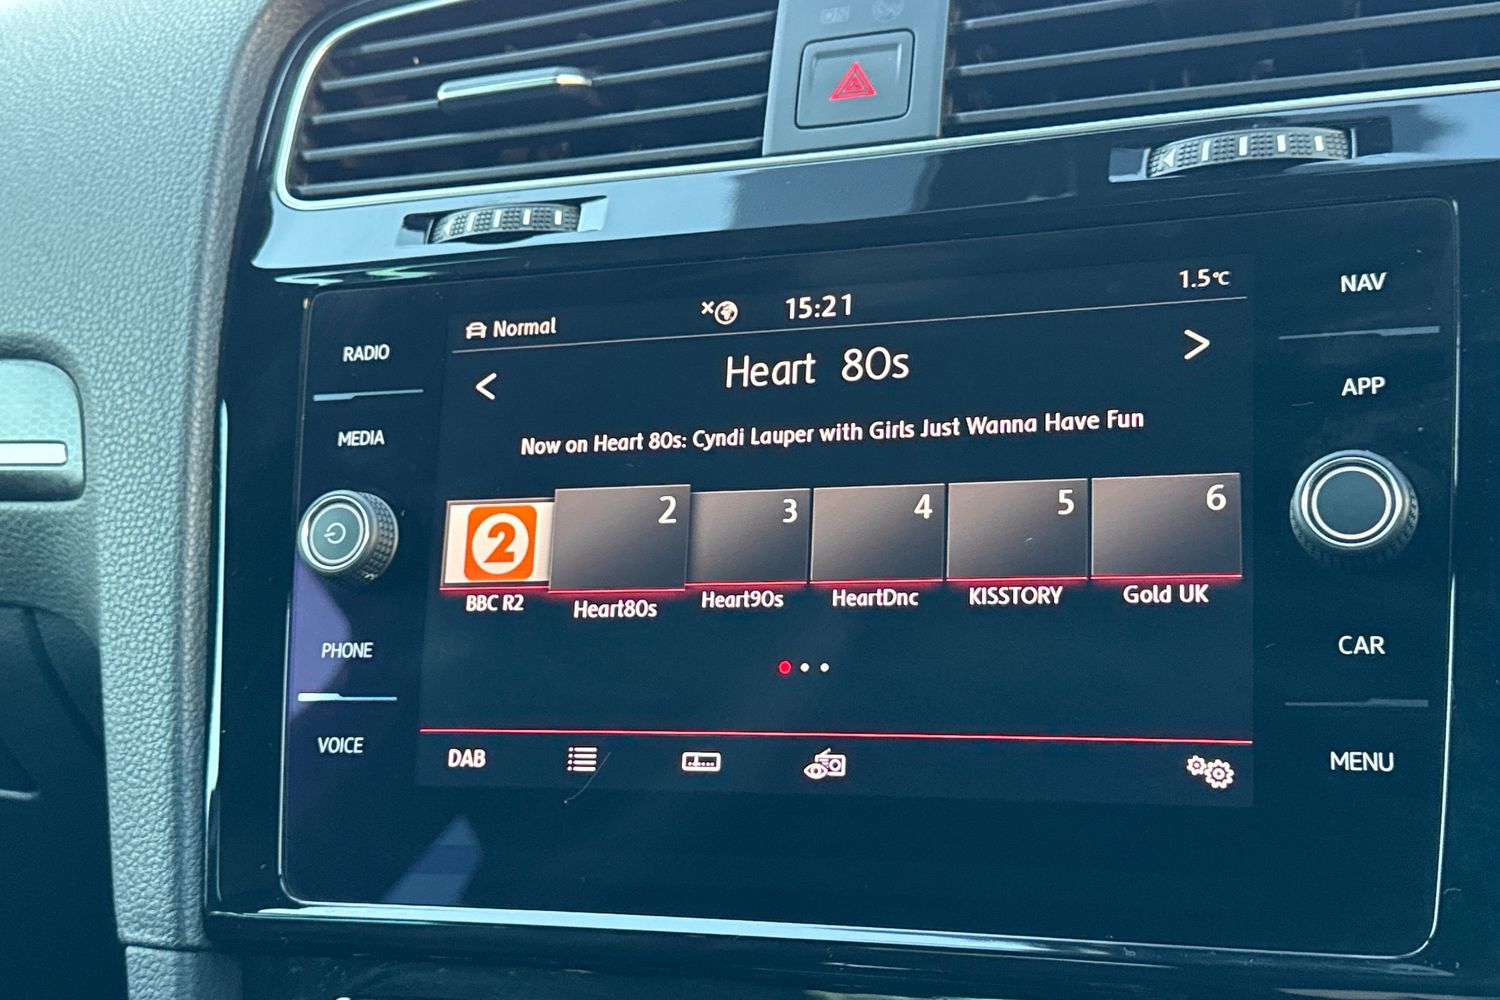 ON
Normal 15:21 1.5°C
< Heart 80s >
Now on Heart 80s: Cyndi Lauper with Girls Just Wanna Have Fun
2 2 3 4 5 6
BBC R2 Heart80s Heart90s HeartDnc KISSTORY Gold UK
DAB
RADIO
MEDIA
PHONE
VOICE
NAV
APP
CAR
MENU